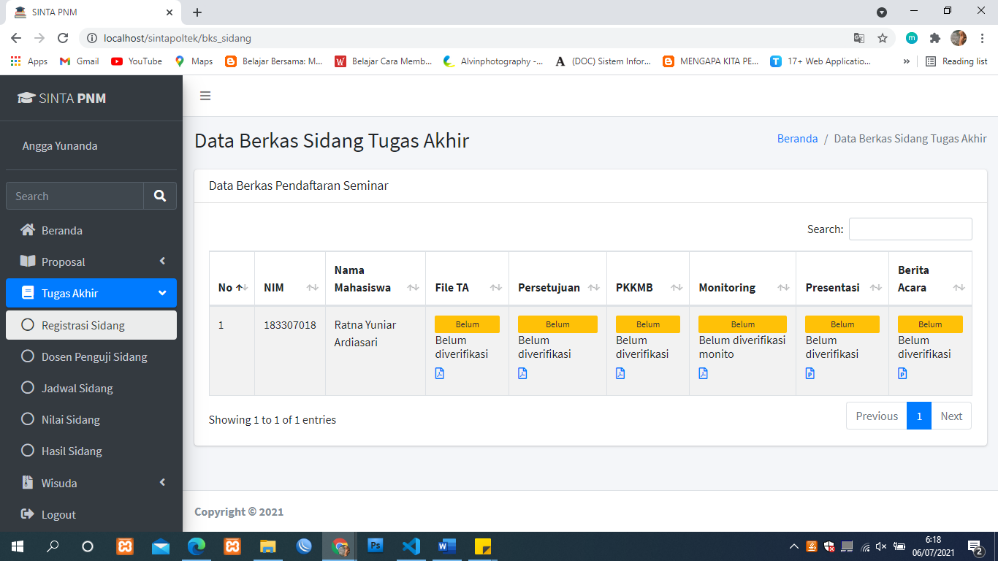 SINTA PNM
localhost/sintapoltek/bks_sidang
Apps
Gmail
YouTube
Maps
Belajar Bersama: M...
Belajar Cara Memb...
Alvinphotography -...
(DOC) Sistem Infor...
MENGAPA KITA PE...
17+ Web Applicatio...
»
Reading list
SINTA PNM
Angga Yunanda
Search
Beranda
Proposal
Tugas Akhir
Registrasi Sidang
Dosen Penguji Sidang
Jadwal Sidang
Nilai Sidang
Hasil Sidang
Wisuda
Logout
Data Berkas Sidang Tugas Akhir
Beranda / Data Berkas Sidang Tugas Akhir
Data Berkas Pendaftaran Seminar
Search:
No
NIM
Nama
Mahasiswa
File TA
Persetujuan
PKKMB
Monitoring
Presentasi
Berita
Acara
1
183307018
Ratna Yuniar
Ardiasari
Belum
Belum
diverifikasi
Belum
Belum
diverifikasi
Belum
Belum
diverifikasi
Belum
Belum diverifikasi
monito
Belum
Belum
diverifikasi
Belum
Belum
diverifikasi
Showing 1 to 1 of 1 entries
Previous 1 Next
Copyright © 2021
6:18
06/07/2021
2